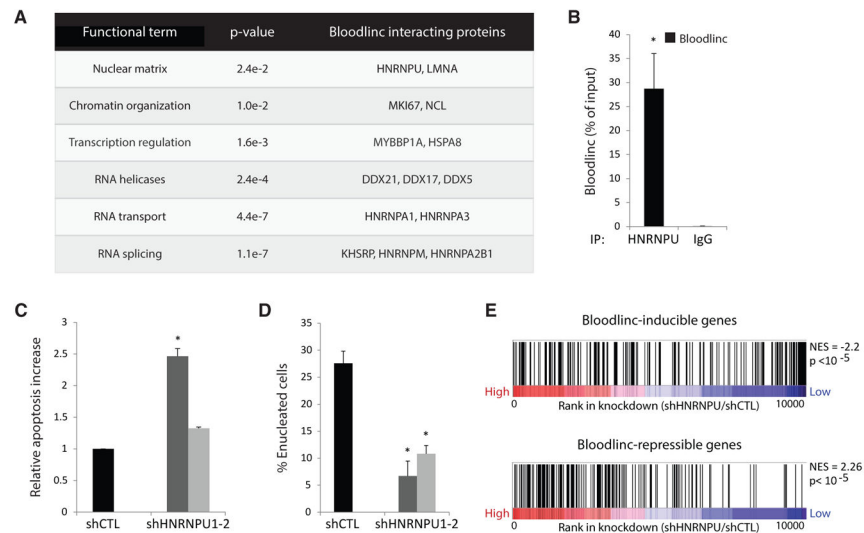 A
Functional term p-value Bloodlinc interacting proteins
Nuclear matrix 2.4e-2 HNRNPU, LMNA
Chromatin organization 1.0e-2 MKI67, NCL
Transcription regulation 1.6e-3 MYBBP1A, HSPA8
RNA helicases 2.4e-4 DDX21, DDX17, DDX5
RNA transport 4.4e-7 HNRNPA1, HNRNPA3
RNA splicing 1.1e-7 KHSRP, HNRNPM, HNRNPA2B1
B
Bloodlinc (% of input)
40
35
30
25
20
15
10
5
0
* Bloodlinc
IP: HNRNPU IgG
C
Relative apoptosis increase
3
2.5
2
1.5
1
0.5
0
*
shCTL shHNRNPU1-2
D
% Enucleated cells
35
30
25
20
15
10
5
0
* *
shCTL shHNRNPU1-2
E
Bloodlinc-inducible genes
NES = -2.2
p <10 -5
High Low
0 Rank in knockdown (shHNRPU/shCTL) 10000
Bloodlinc-repressible genes
NES = 2.26
p< 10 -5
High Low
0 Rank in knockdown (shHNRPU/shCTL) 10000